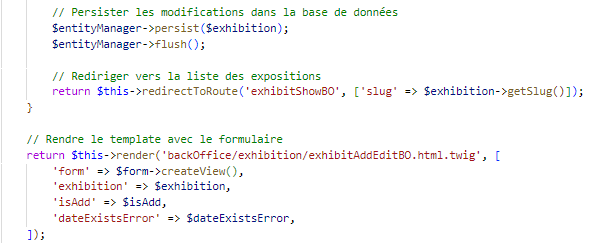 // Persister les modifications dans la base de données
$entityManager->persist($exhibition);
$entityManager->flush();
// Rediriger vers la liste des expositions
return $this->redirectToRoute('exhibitShowBO', ['slug' => $exhibition->getSlug()]);
}
// Rendre le template avec le formulaire
return $this->render('backOffice/exhibition/exhibitAddEditBO.html.twig', [
'form' => $form->createView(),
'exhibition' => $exhibition,
'isAdd' => $isAdd,
'dateExistsError' => $dateExistsError,
]);